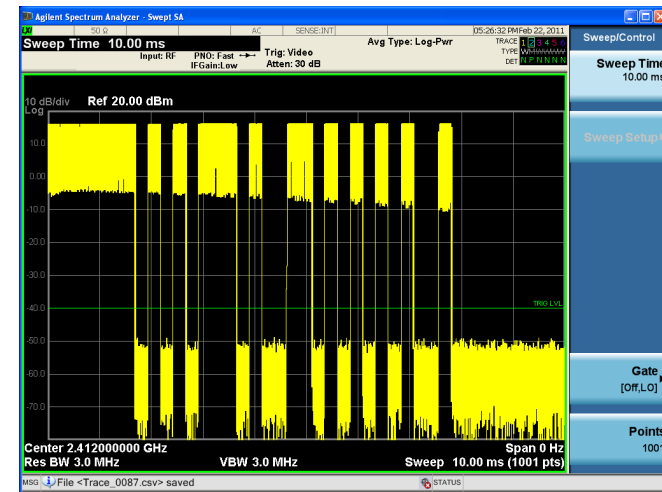 Agilent Spectrum Analyzer - Swept SA
50 Ω AC SENSE:INT 05:26:32 PM Feb 22, 2011
Sweep Time 10.00 ms
Input: RF
PNO: Fast
IFGain:Low
Trig: Video
Atten: 30 dB
Avg Type: Log-Pwr
TRACE 1 2 3 4 5 6
TYPE
DET N P N N N N
10 dB/div
Log
Ref 20.00 dBm
10.0
0.00
-10.0
-20.0
-30.0
-40.0
-50.0
-60.0
-70.0
TRIG LVL
Center 2.412000000 GHz
Span 0 Hz
Res BW 3.0 MHz
VBW 3.0 MHz
Sweep 10.00 ms (1001 pts)
MSG File <Trace_0087.csv> saved
STATUS
Sweep/Control
Sweep Time
10.00 ms
Sweep Setup
Gate
[Off,LO]
Points
1001